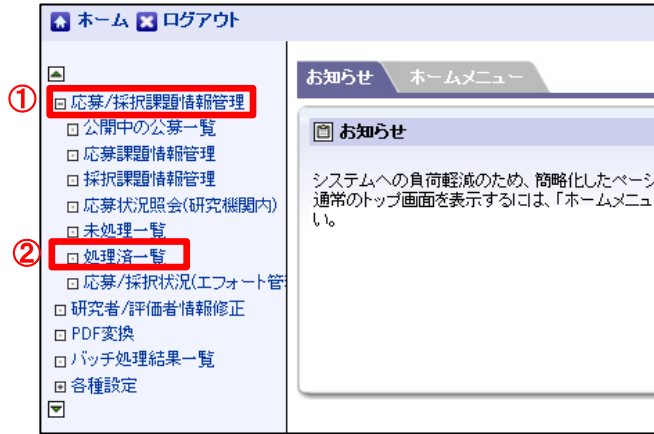 ホーム ログアウト
お知らせ ホームメニュー
① 応募/採択課題情報管理
公開中の公募一覧
応募課題情報管理
採択課題情報管理
応募状況照会(研究機関内)
未処理一覧
② 処理済一覧
応募/採択状況(エフォート管
研究者/評価者情報修正
PDF変換
バッチ処理結果一覧
各種設定
お知らせ
システムへの負荷軽減のため、簡略化したページ
通常のトップ画面を表示するには、「ホームメニュ
い。